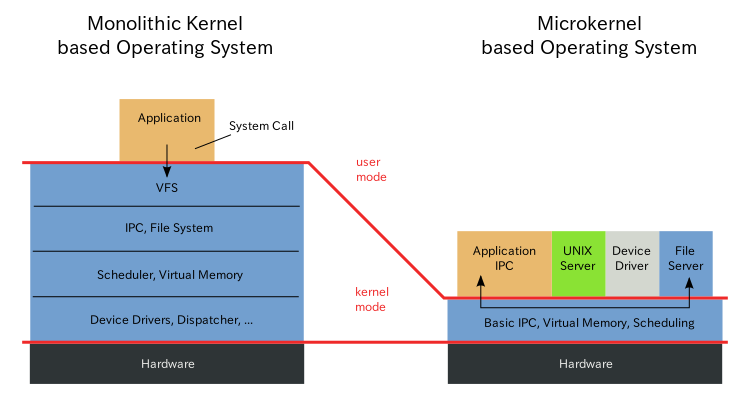 Monolithic Kernel
based Operating System
Microkernel
based Operating System
Application
System Call
user
mode
VFS
IPC, File System
Scheduler, Virtual Memory
kernel
mode
Device Drivers, Dispatcher, ...
Hardware
Application
IPC
UNIX
Server
Device
Driver
File
Server
Basic IPC, Virtual Memory, Scheduling
Hardware